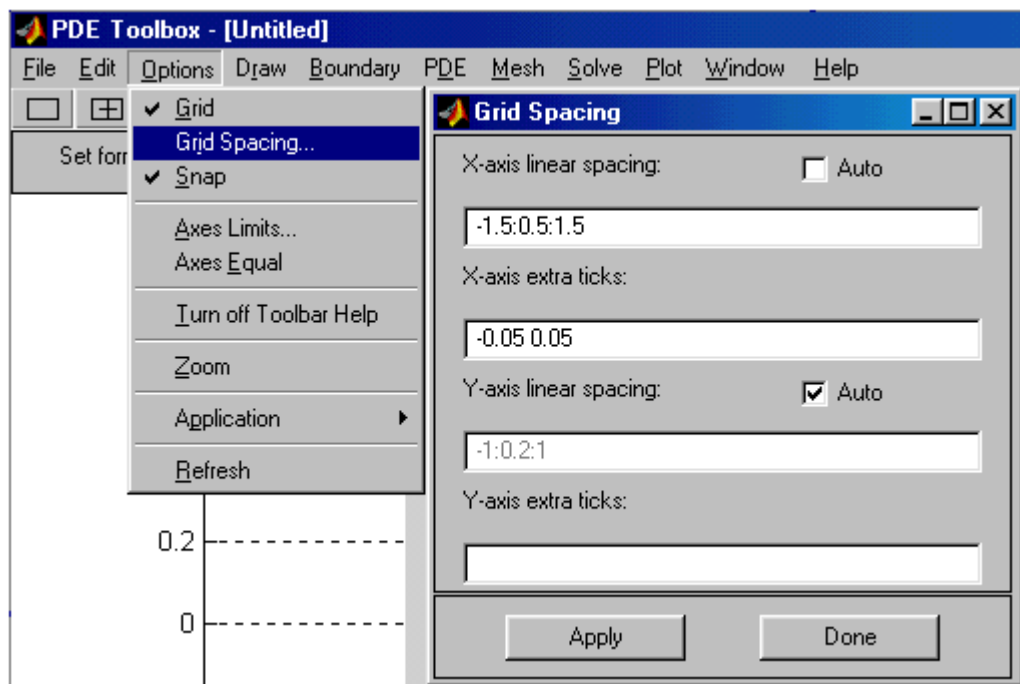 PDE Toolbox - [Untitled]
File Edit Options Draw Boundary PDE Mesh Solve Plot Window Help
Set for
Grid
Grid Spacing...
Snap
Axes Limits...
Axes Equal
Turn off Toolbar Help
Zoom
Application
Refresh
0.2
0
Grid Spacing
X-axis linear spacing: Auto
-1.5:0.5:1.5
X-axis extra ticks:
-0.05 0.05
Y-axis linear spacing: Auto
-1:0.2:1
Y-axis extra ticks:
Apply Done